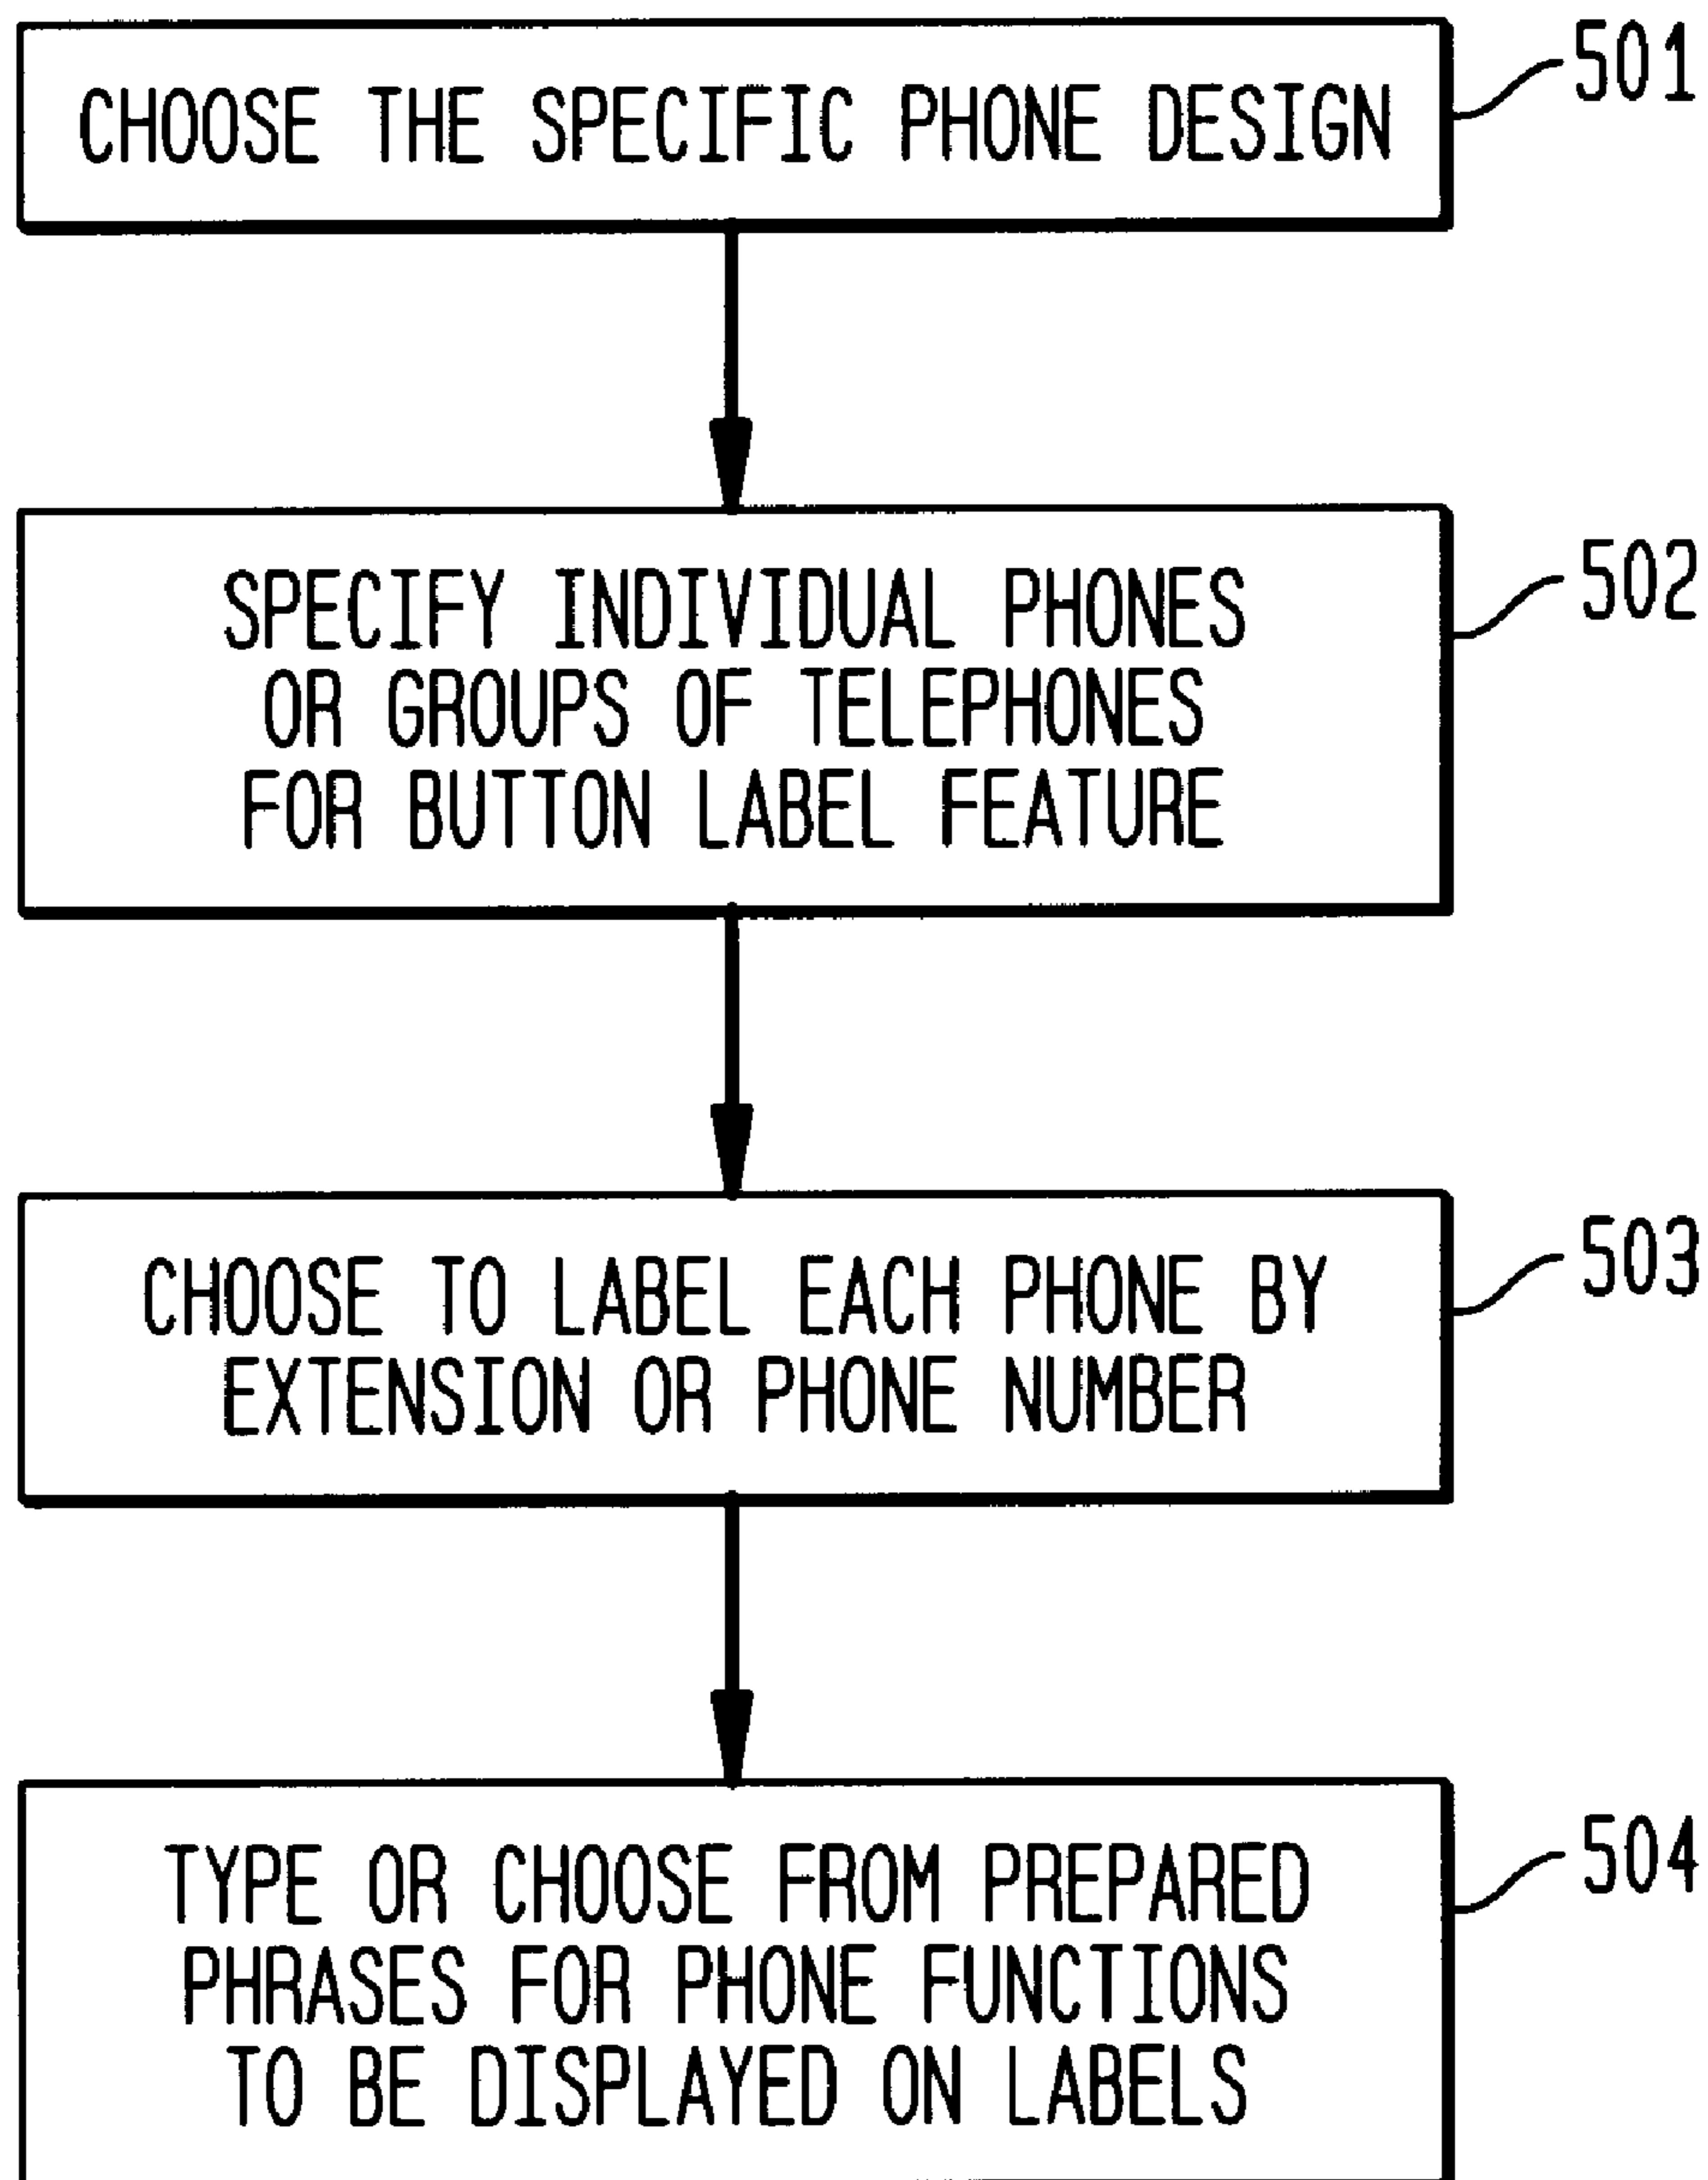 CHOOSE THE SPECIFIC PHONE DESIGN
501
SPECIFY INDIVIDUAL PHONES
OR GROUPS OF TELEPHONES
FOR BUTTON LABEL FEATURE
502
CHOOSE TO LABEL EACH PHONE BY
EXTENSION OR PHONE NUMBER
503
TYPE OR CHOOSE FROM PREPARED
PHRASES FOR PHONE FUNCTIONS
TO BE DISPLAYED ON LABELS
504